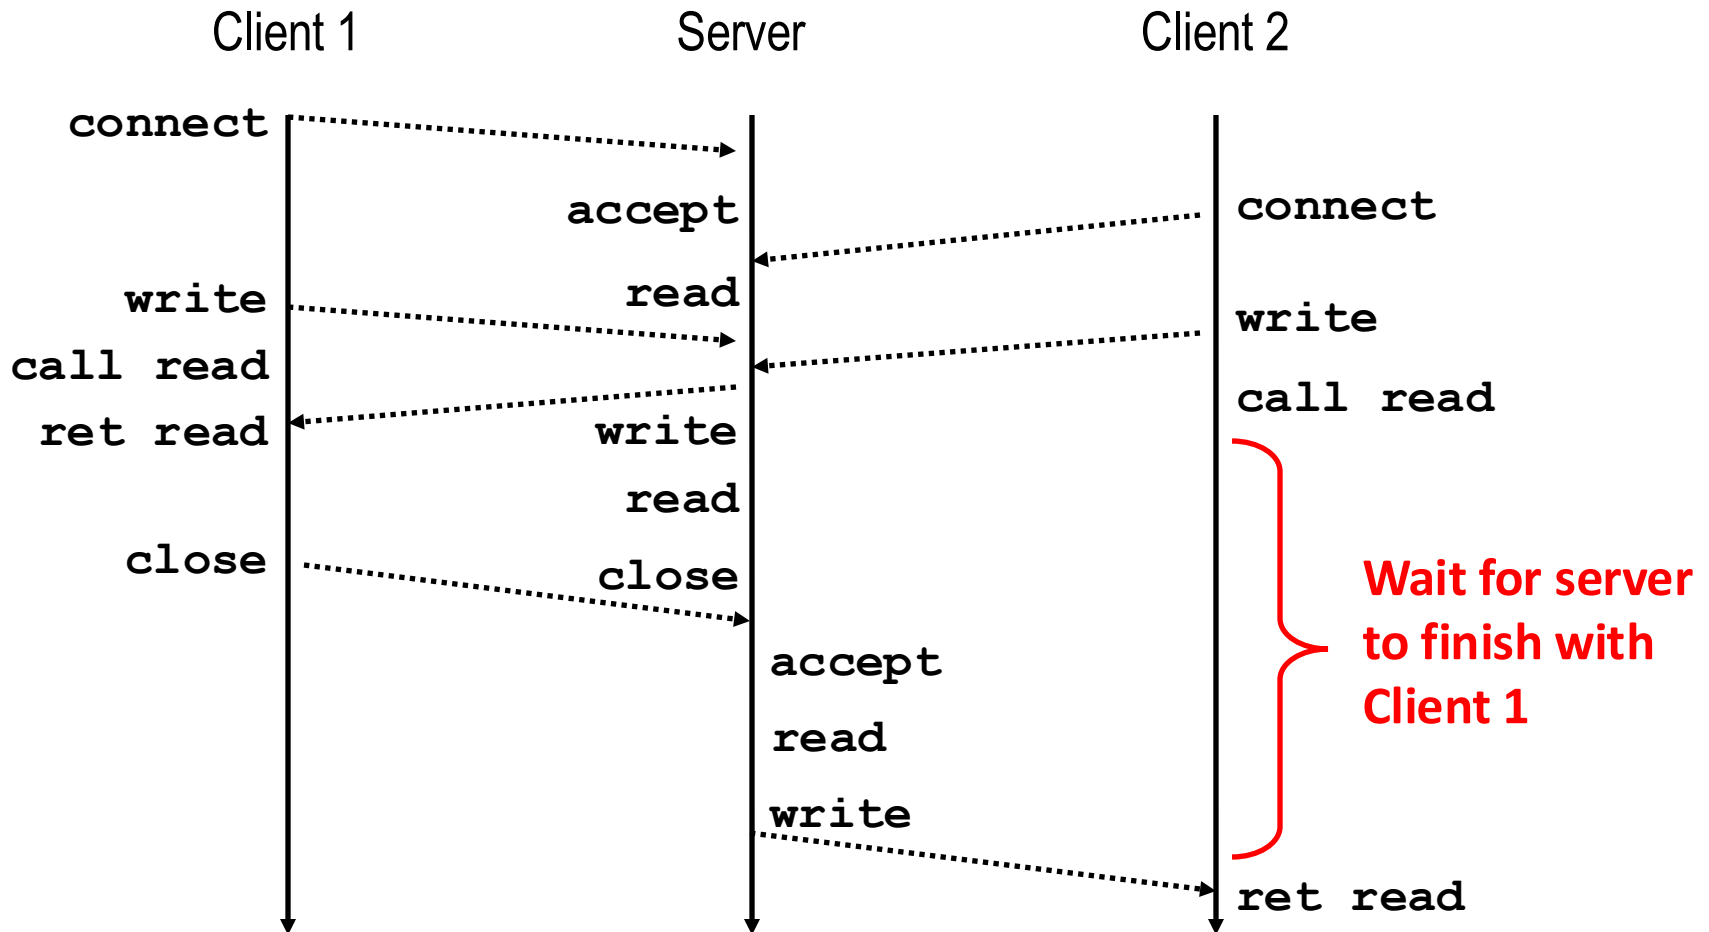 Client 1
Server
Client 2
connect
accept
connect
write
read
write
call read
call read
ret read
write
read
close
close
Wait for server
to finish with
Client 1
accept
read
write
ret read